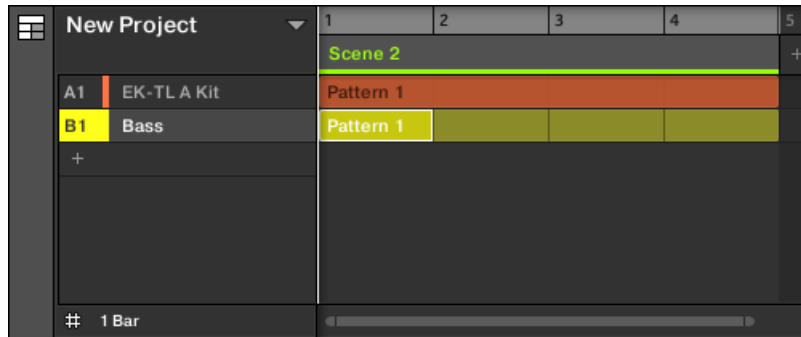 New Project 1 2 3 4 5
Scene 2 +
A1 EK-TL A Kit Pattern 1
B1 Bass Pattern 1
+
# 1 Bar